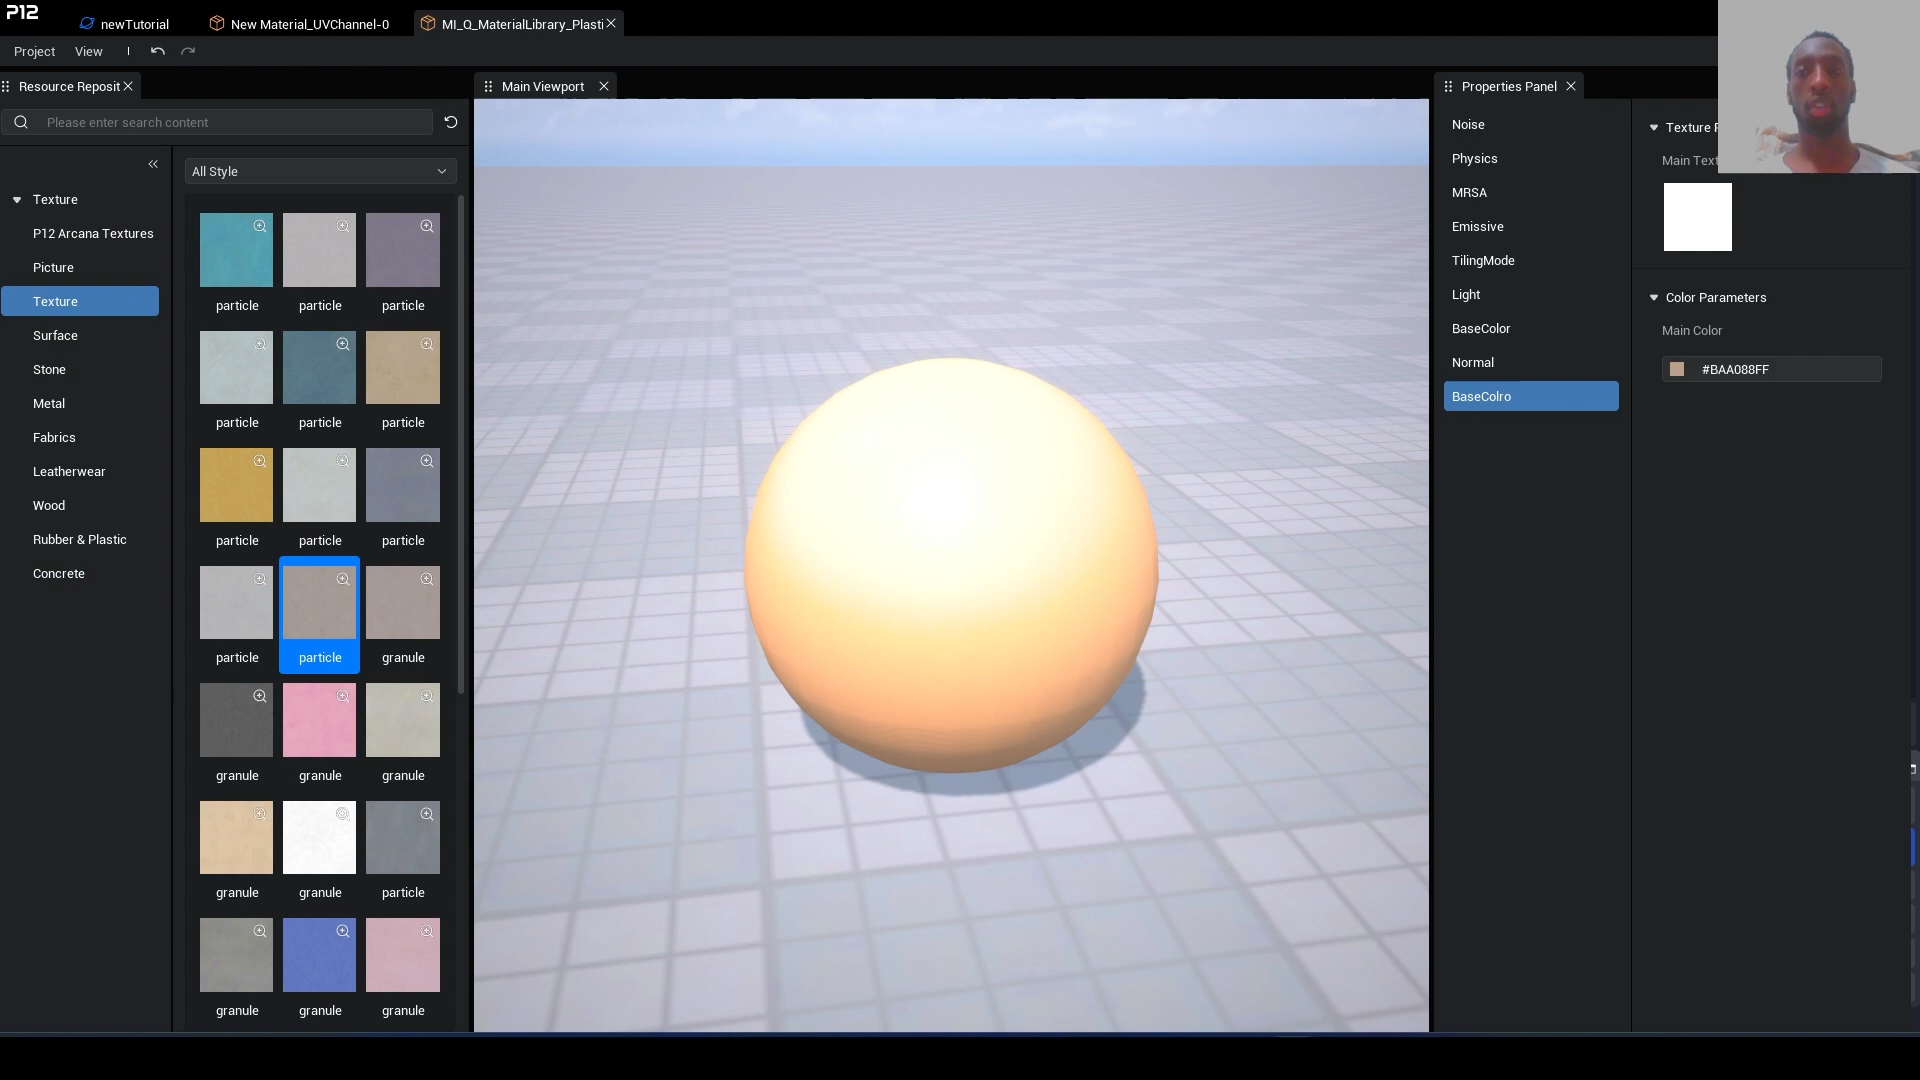 P12
newTutorial
New Material_UVChannel-0
MI_Q_MaterialLibrary_Plasti
Project
View
Resource Reposit
Main Viewport
Properties Panel
Please enter search content
All Style
Texture
P12 Arcana Textures
Picture
Texture
Surface
Stone
Metal
Fabrics
Leatherwear
Wood
Rubber & Plastic
Concrete
particle particle particle
particle particle particle
particle particle particle
particle particle granule
granule granule granule
granule granule particle
granule granule granule
Noise
Physics
MRSA
Emissive
TilingMode
Light
BaseColor
Normal
BaseColro
Texture
Main Text
Color Parameters
Main Color
#BAA088FF